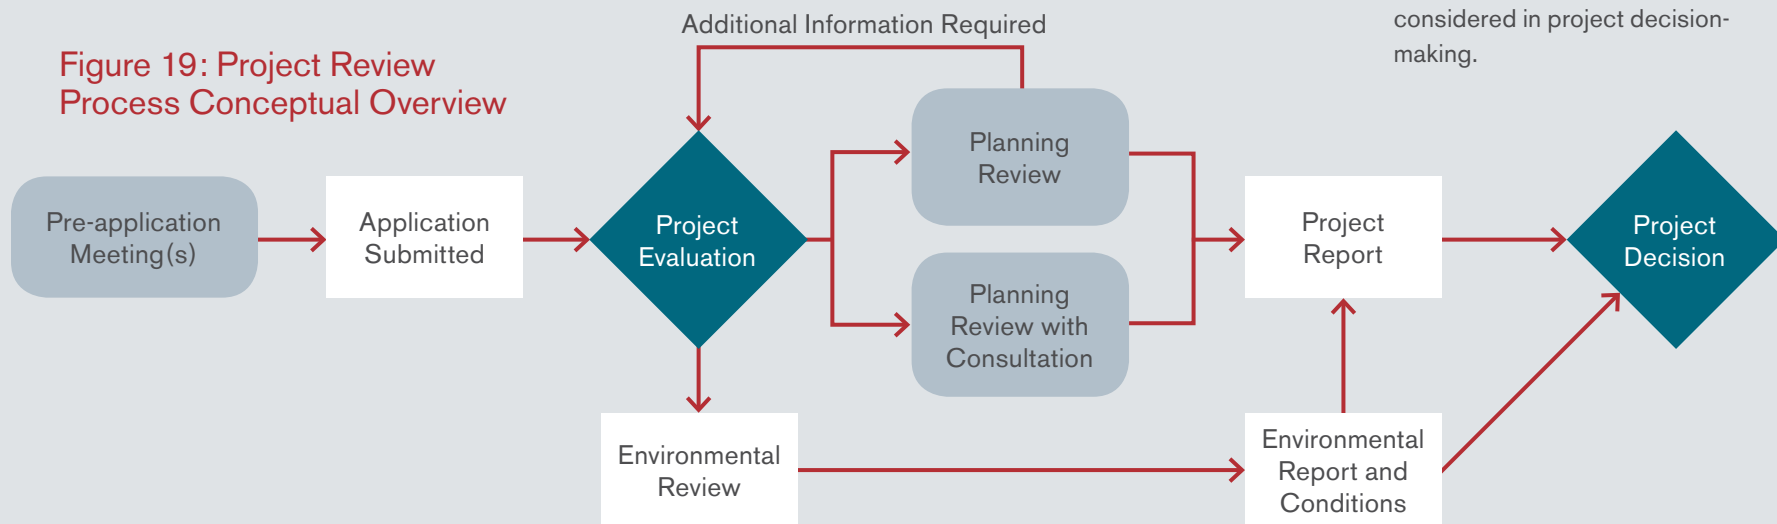 Additional Information Required
considered in project decision-
making.
Figure 19: Project Review
Process Conceptual Overview
Pre-application
Meeting(s)
Application
Submitted
Project
Evaluation
Planning
Review
Planning
Review with
Consultation
Project
Report
Project
Decision
Environmental
Review
Environmental
Report and
Conditions